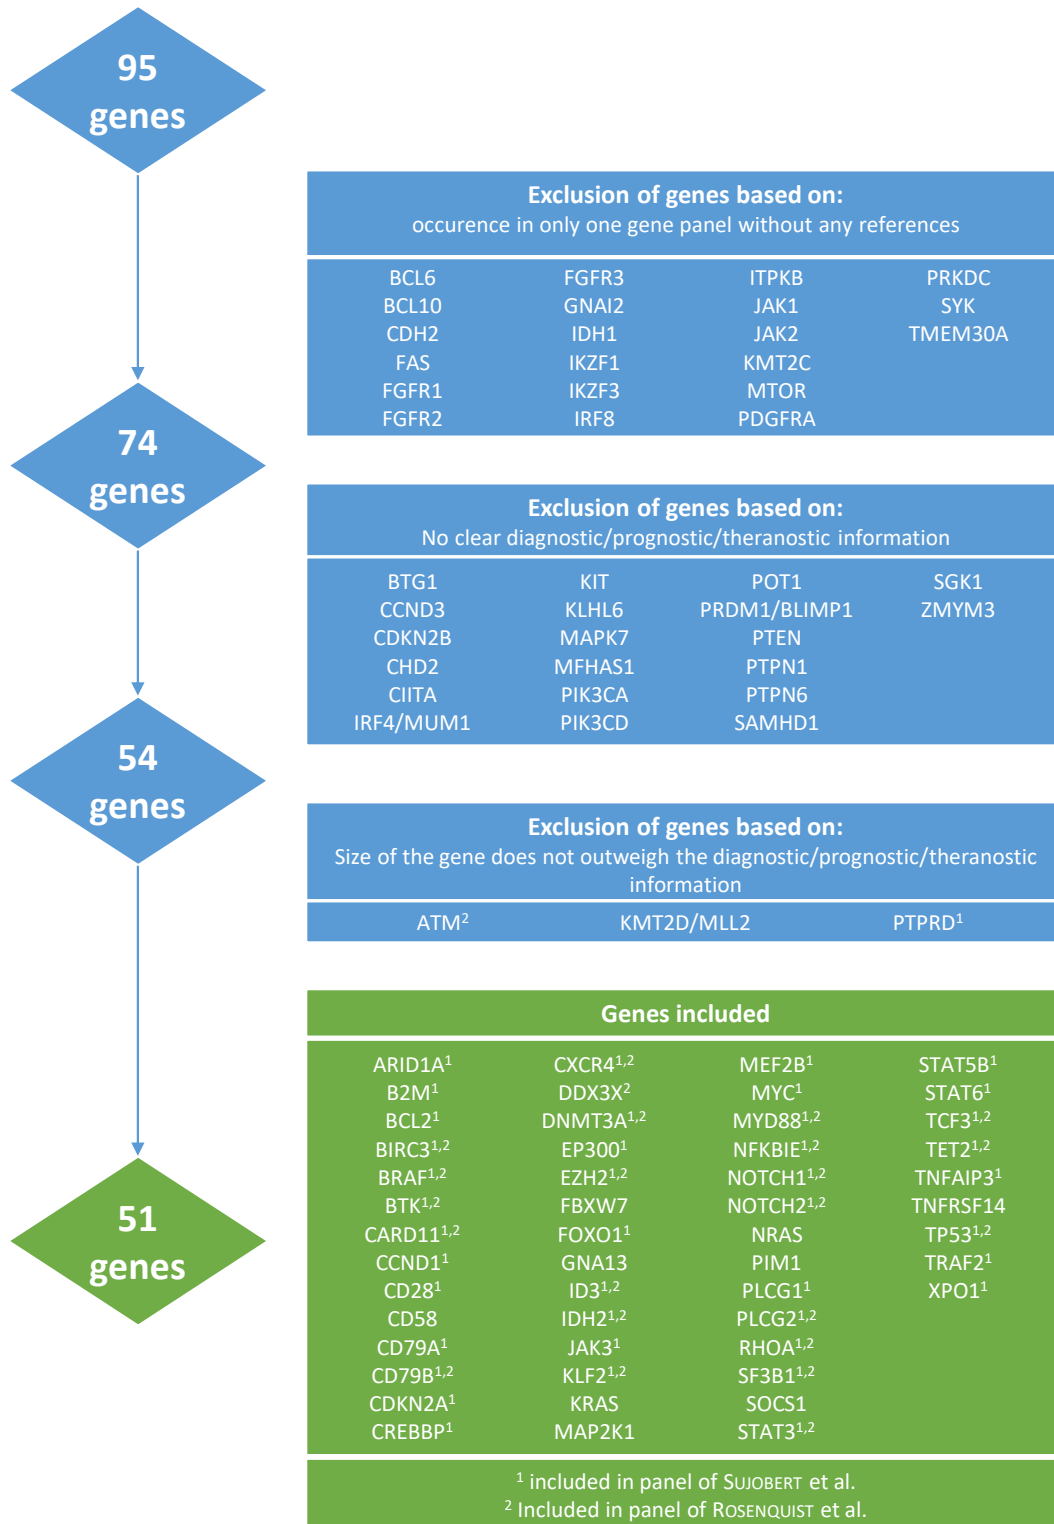 95
genes
Exclusion of genes based on:
occurence in only one gene panel without any references
BCL6 FGFR3 ITPKB PRKDC
BCL10 GNAI2 JAK1 SYK
CDH2 IDH1 JAK2 TMEM30A
FAS IKZF1 KMT2C
FGFR1 IKZF3 MTOR
FGFR2 IRF8 PDGFRA
74
genes
Exclusion of genes based on:
No clear diagnostic/prognostic/theranostic information
BTG1 KIT POT1 SGK1
CCND3 KLHL6 PRDM1/BLIMP1 ZMYM3
CDKN2B MAPK7 PTEN
CHD2 MFHAS1 PTPN1
CIITA PIK3CA PTPN6
IRF4/MUM1 PIK3CD SAMHD1
54
genes
Exclusion of genes based on:
Size of the gene does not outweigh the diagnostic/prognostic/theranostic
information
ATM² KMT2D/MLL2 PTPRD¹
Genes included
ARID1A¹ CXCR4¹,² MEF2B¹ STAT5B¹
B2M¹ DDX3X² MYC¹ STAT6¹
BCL2¹ DNMT3A¹,² MYD88¹,² TCF3¹,²
BIRC3¹,² EP300¹ NFKBIE¹,² TET2¹,²
BRAF¹,² EZH2¹,² NOTCH1¹,² TNFAIP3¹
BTK¹,² FBXW7 NOTCH2¹,² TNFRSF14
CARD11¹,² FOXO1¹ NRAS TP53¹,²
CCND1¹ GNA13 PIM1 TRAF2¹
CD28¹ ID3¹,² PLCG1¹ XPO1¹
CD58 IDH2¹,² PLCG2¹,²
CD79A¹ JAK3¹ RHOA¹,²
CD79B¹,² KLF2¹,² SF3B1¹,²
CDKN2A¹ KRAS SOCS1
CREBBP¹ MAP2K1 STAT3¹,²
51
genes
¹ included in panel of SUJOBERT et al.
² Included in panel of ROSENQUIST et al.